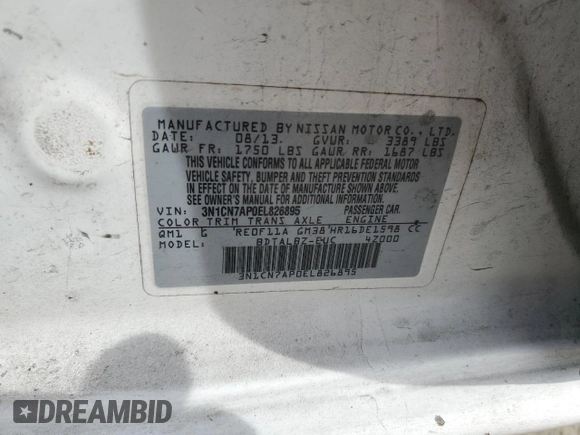 MANUFACTURED BY NISSAN MOTOR CO., LTD.
DATE: 08/13. GVWR: 3389 LBS
GAWR FR: 1750 LBS GAWR RR: 1687 LBS
THIS VEHICLE CONFORMS TO ALL APPLICABLE FEDERAL MOTOR
VEHICLE SAFETY, BUMPER AND THEFT PREVENTION STANDARDS
IN EFFECT ON THE DATE OF MANUFACTURE SHOWN ABOVE.
SEE OWNER'S MANUAL FOR ADDITIONAL INFORMATION.
VIN: 3N1CN7AP0EL826895 PASSENGER CAR.
COLOR TRIM TRANS AXLE ENGINE
QM1 RE0F11A GM38 HR16DE1598 CC
MODEL: BDTALBZ-EUC 42000
3N1CN7AP0EL826895
DREAMBID